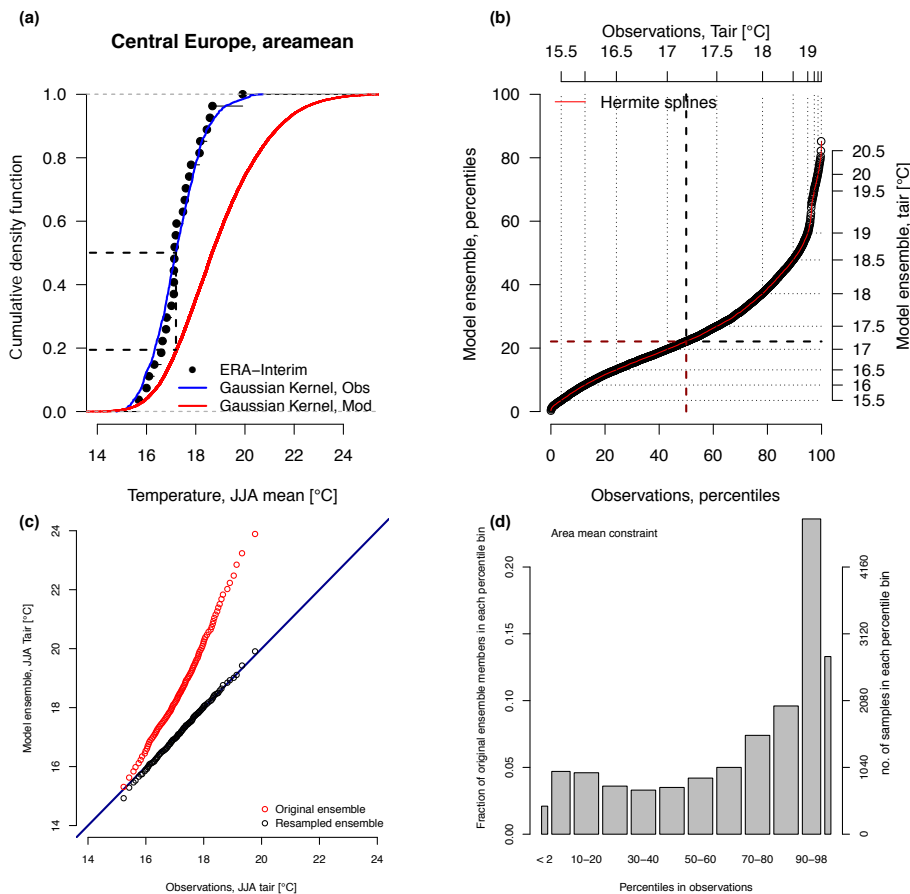 (a)
Central Europe, areamean
Cumulative density function
1.0
0.8
0.6
0.4
0.2
0.0
ERA−Interim
Gaussian Kernel, Obs
Gaussian Kernel, Mod
14 16 18 20 22 24
Temperature, JJA mean [°C]
(b)
Observations, Tair [°C]
15.5 16.5 17 17.5 18 19
Hermite splines
Model ensemble, percentiles
100
80
60
40
20
0
20.5
20
19.5
19
18.5
18
17.5
17
16.5
16
15.5
Model ensemble, tair [°C]
0 20 40 60 80 100
Observations, percentiles
(c)
Model ensemble, JJA Tair [°C]
24
22
20
18
16
14
Original ensemble
Resampled ensemble
14 16 18 20 22 24
Observations, JJA tair [°C]
(d)
Area mean constraint
Fraction of original ensemble members in each percentile bin
0.20
0.15
0.10
0.05
0.00
4160
3120
2080
1040
0
no. of samples in each percentile bin
< 2 10−20 30−40 50−60 70−80 90−98
Percentiles in observations